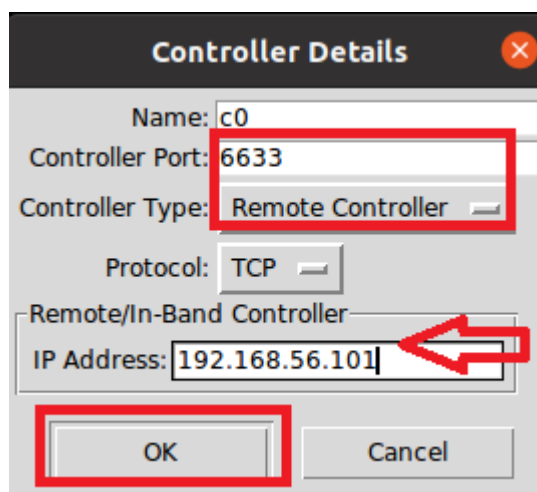 Controller Details
Name: c0
Controller Port: 6633
Controller Type: Remote Controller
Protocol: TCP
Remote/In-Band Controller
IP Address: 192.168.56.101
OK Cancel